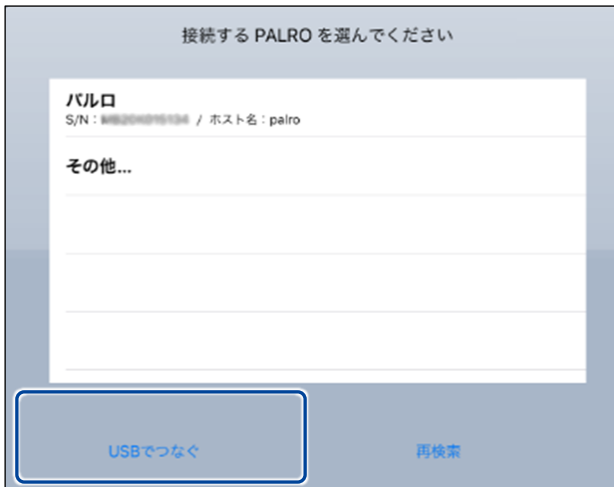 接続する PALRO を選んでください
パルロ
S/N： / ホスト名：palro
その他...
USBでつなぐ
再検索